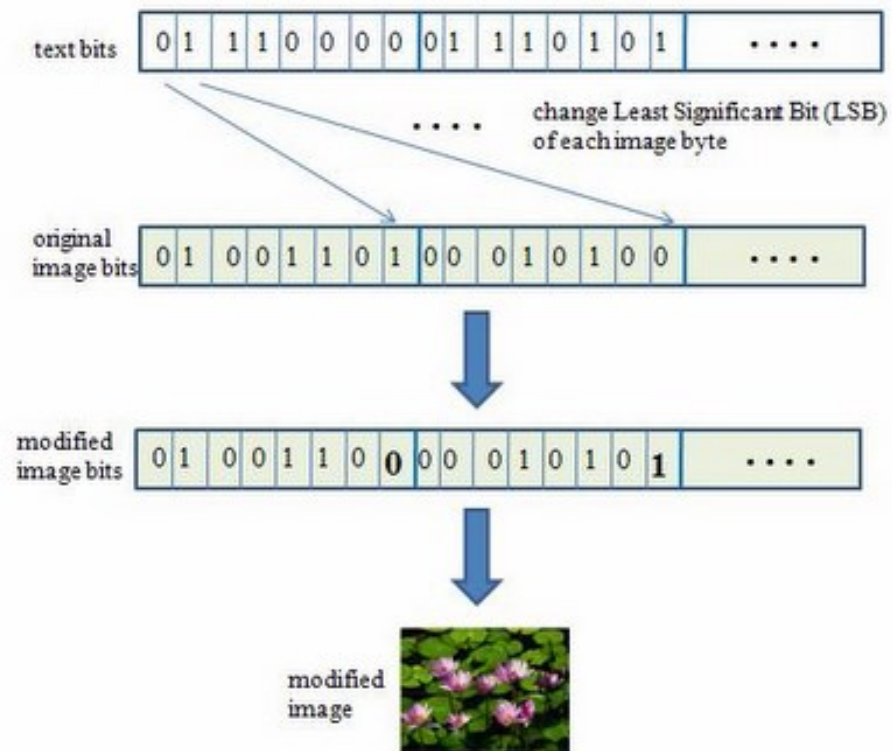 text bits
0 1 1 1 0 0 0 0 0 1 1 1 0 1 0 1 ....
.... change Least Significant Bit (LSB)
of each image byte
original
image bits
0 1 0 0 1 1 0 1 0 0 0 1 0 1 0 0 ....
modified
image bits
0 1 0 0 1 1 0 0 0 0 0 1 0 1 0 1 ....
modified
image